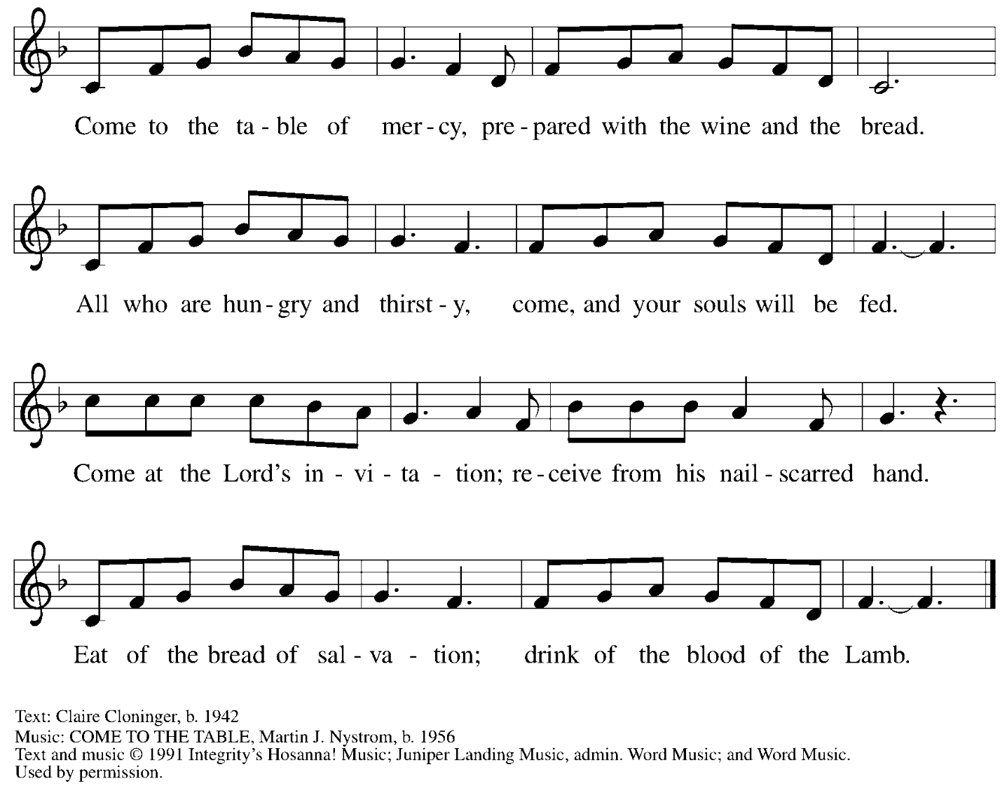 Come to the ta - ble of mer - cy, pre - pared with the wine and the bread.
All who are hun - gry and thirst - y, come, and your souls will be fed.
Come at the Lord's in - vi - ta - tion; re - ceive from his nail - scarred hand.
Eat of the bread of sal - va - tion; drink of the blood of the Lamb.
Text: Claire Cloninger, b. 1942
Music: COME TO THE TABLE, Martin J. Nystrom, b. 1956
Text and music © 1991 Integrity's Hosanna! Music; Juniper Landing Music, admin. Word Music; and Word Music.
Used by permission.